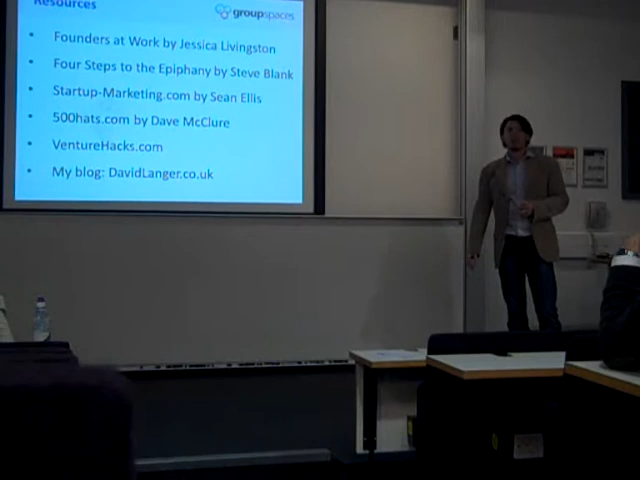 Resources
groupspaces
• Founders at Work by Jessica Livingston
• Four Steps to the Epiphany by Steve Blank
• Startup-Marketing.com by Sean Ellis
• 500hats.com by Dave McClure
• VentureHacks.com
• My blog: DavidLanger.co.uk